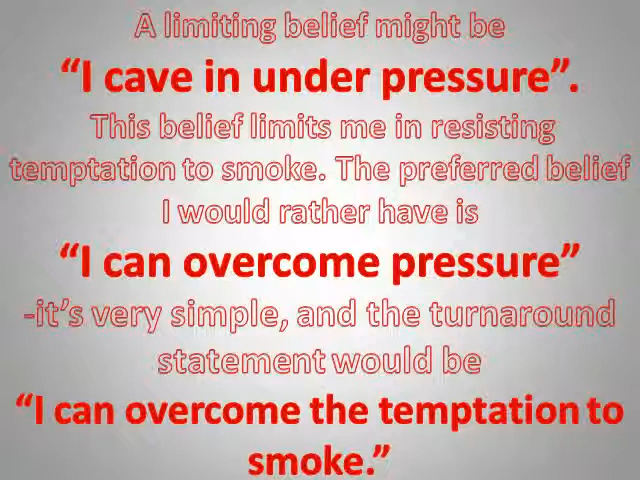 A limiting belief might be
“I cave in under pressure”.
This belief limits me in resisting
temptation to smoke. The preferred belief
I would rather have is
“I can overcome pressure”
-it’s very simple, and the turnaround
statement would be
“I can overcome the temptation to
smoke.”